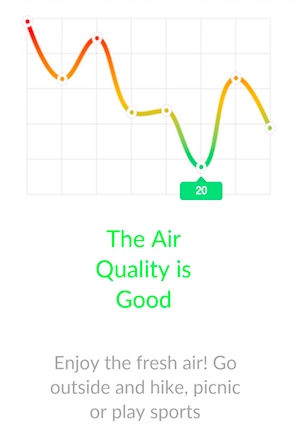 20
The Air
Quality is
Good
Enjoy the fresh air! Go
outside and hike, picnic
or play sports